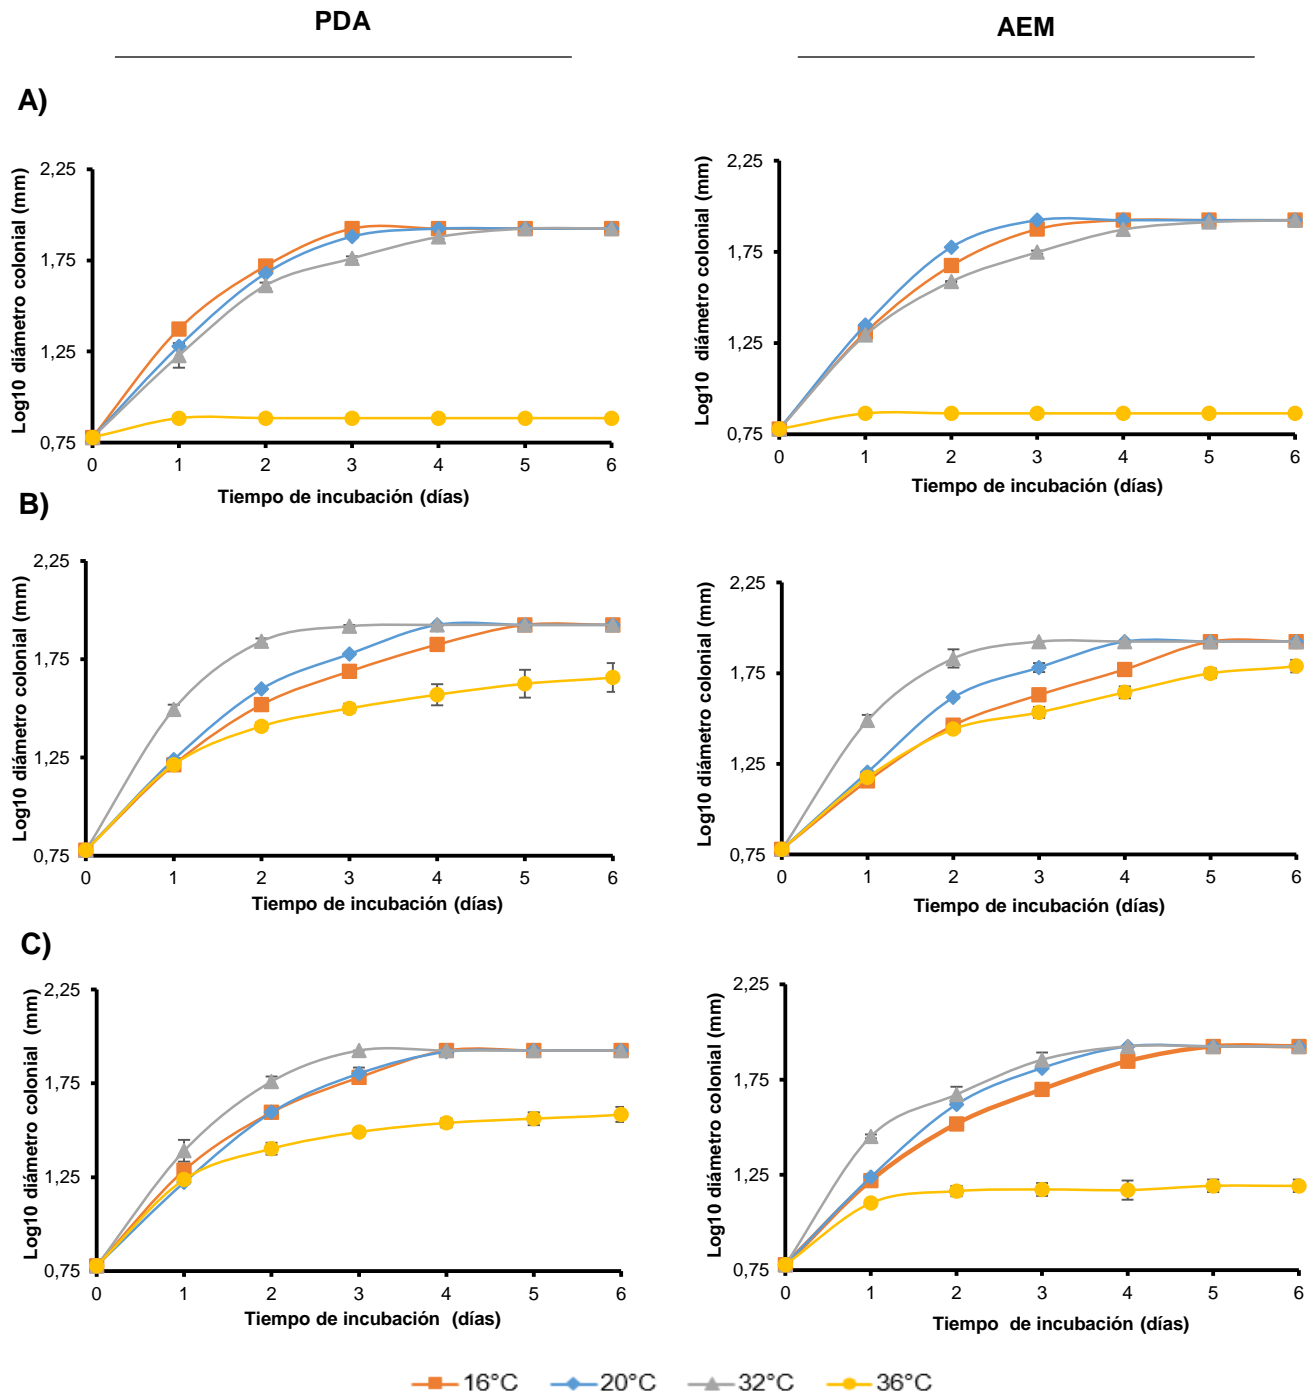 PDA
AEM
A)
Log10 diámetro colonial (mm)
2,25
1,75
1,25
0,75
0 1 2 3 4 5 6
Tiempo de incubación (días)
Log10 diámetro colonial (mm)
2,25
1,75
1,25
0,75
0 1 2 3 4 5 6
Tiempo de incubación (días)
B)
Log10 diámetro colonial (mm)
2,25
1,75
1,25
0,75
0 1 2 3 4 5 6
Tiempo de incubación (días)
Log10 diámetro colonial (mm)
2,25
1,75
1,25
0,75
0 1 2 3 4 5 6
Tiempo de incubación (días)
C)
Log10 diámetro colonial (mm)
2,25
1,75
1,25
0,75
0 1 2 3 4 5 6
Tiempo de incubación (días)
Log10 diámetro colonial (mm)
2,25
1,75
1,25
0,75
0 1 2 3 4 5 6
Tiempo de incubación (días)
16°C 20°C 32°C 36°C